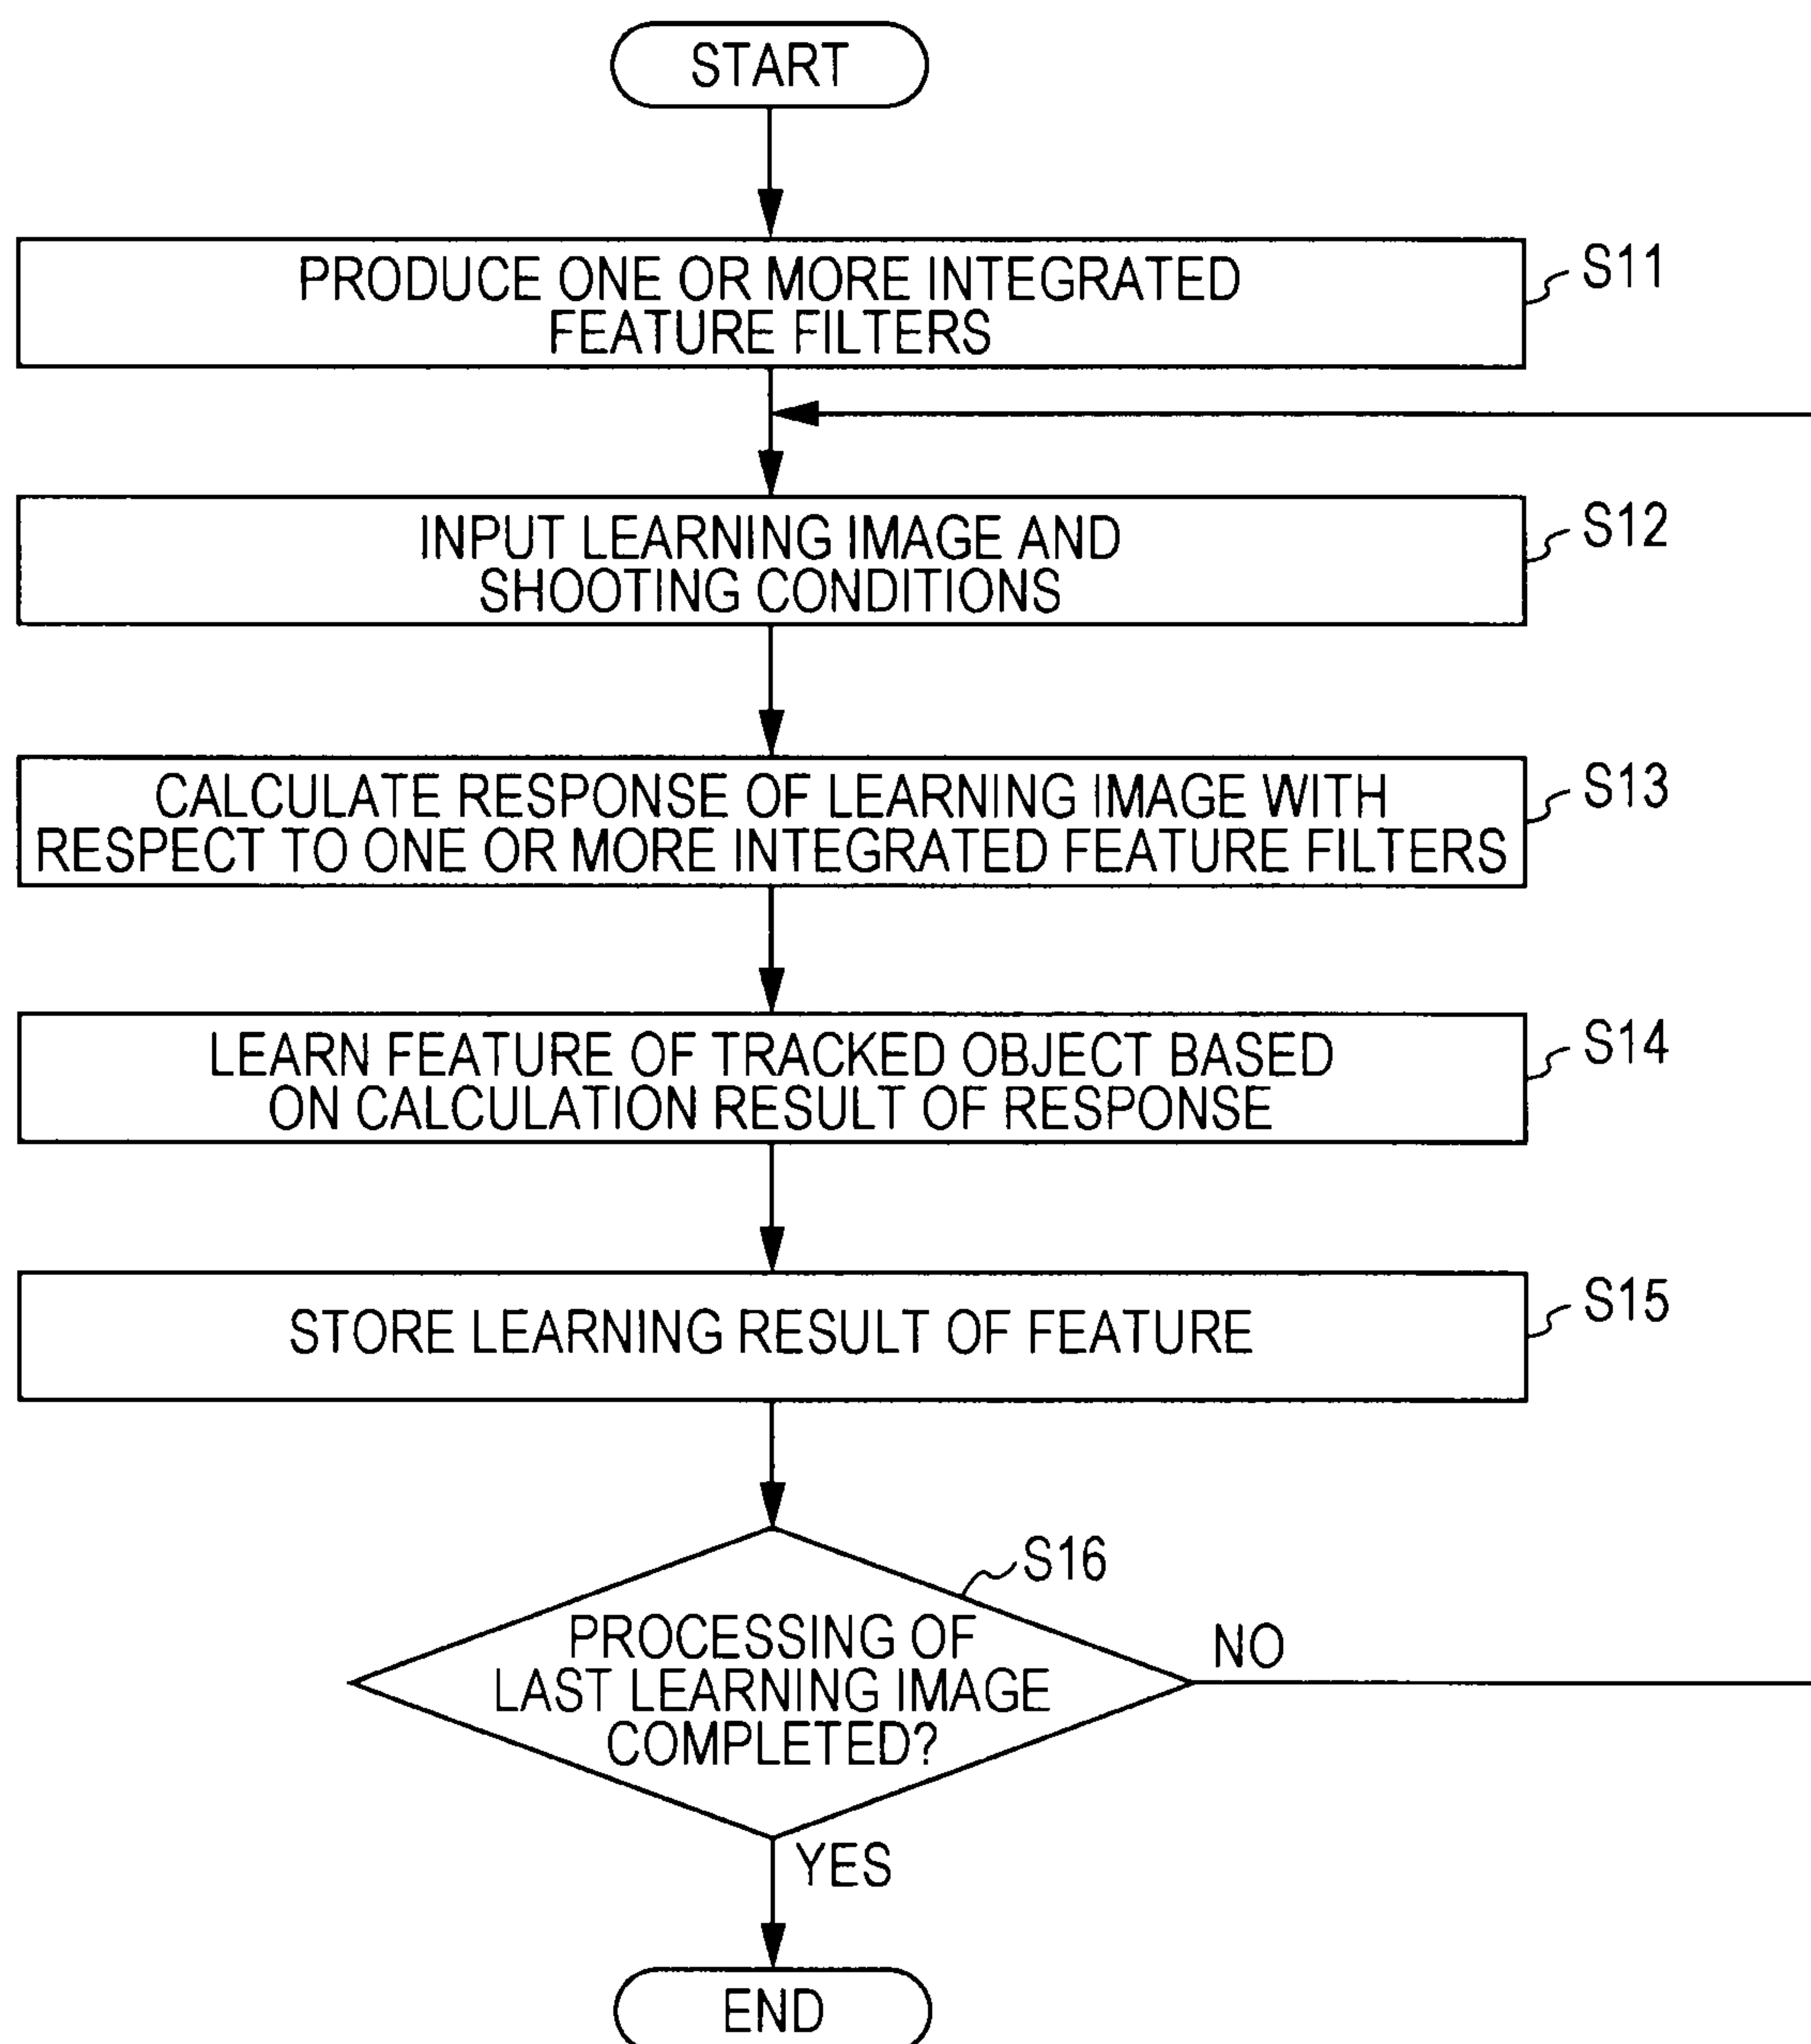 START
PRODUCE ONE OR MORE INTEGRATED
FEATURE FILTERS
S11
INPUT LEARNING IMAGE AND
SHOOTING CONDITIONS
S12
CALCULATE RESPONSE OF LEARNING IMAGE WITH
RESPECT TO ONE OR MORE INTEGRATED FEATURE FILTERS
S13
LEARN FEATURE OF TRACKED OBJECT BASED
ON CALCULATION RESULT OF RESPONSE
S14
STORE LEARNING RESULT OF FEATURE
S15
S16
PROCESSING OF
LAST LEARNING IMAGE
COMPLETED?
NO
YES
END